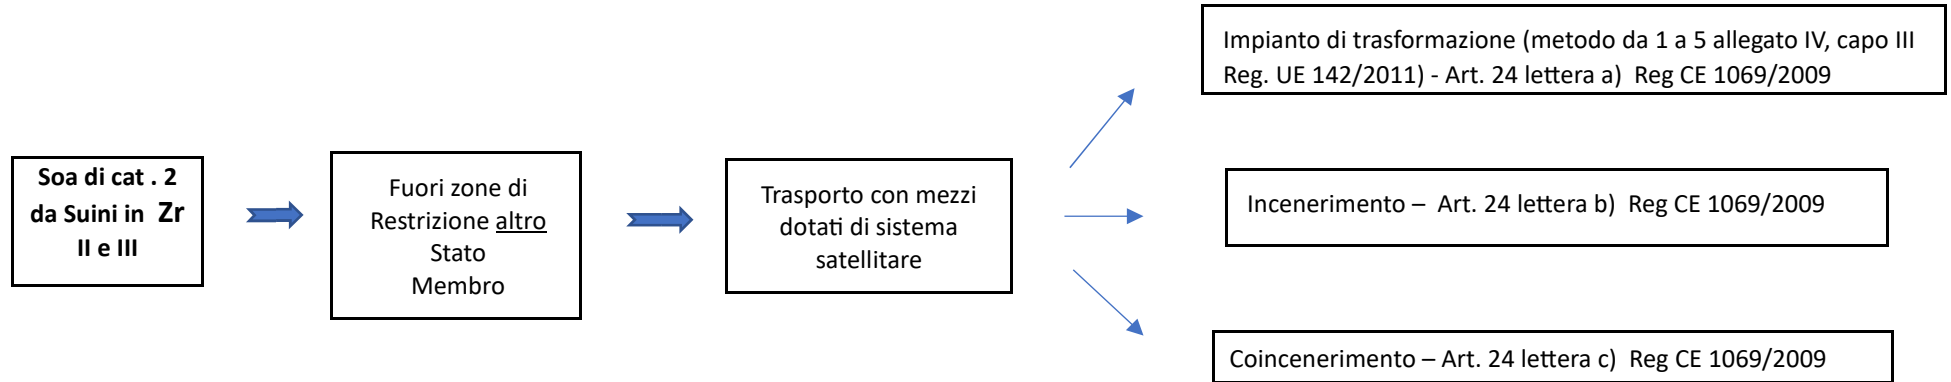 Soa di cat . 2
da Suini in Zr
II e III
Fuori zone di
Restrizione altro
Stato
Membro
Trasporto con mezzi
dotati di sistema
satellitare
Impianto di trasformazione (metodo da 1 a 5 allegato IV, capo III
Reg. UE 142/2011) - Art. 24 lettera a) Reg CE 1069/2009
Incenerimento – Art. 24 lettera b) Reg CE 1069/2009
Coincenerimento – Art. 24 lettera c) Reg CE 1069/2009